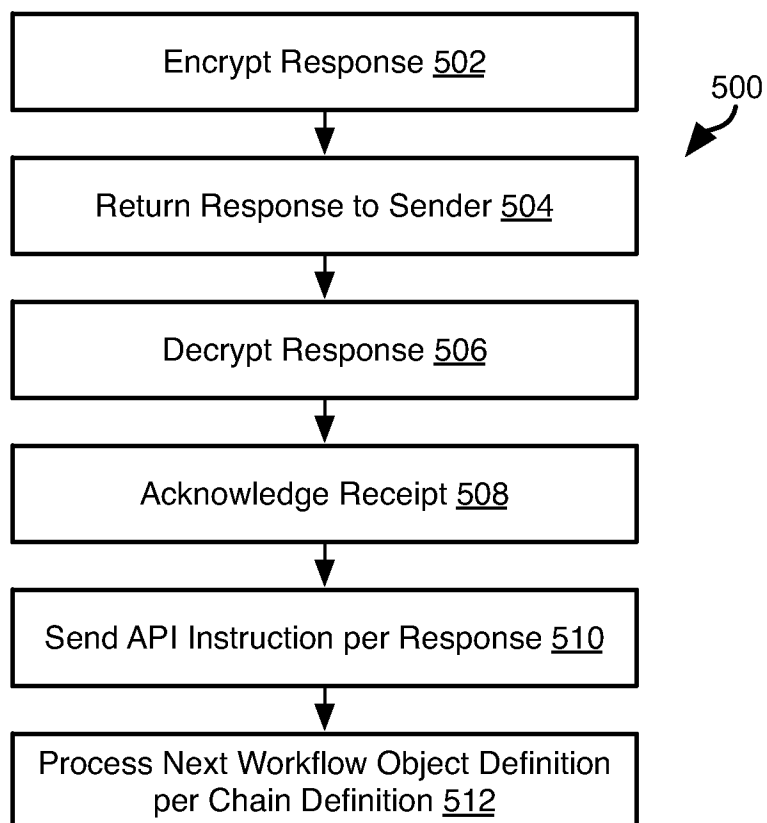 Encrypt Response 502
500
Return Response to Sender 504
Decrypt Response 506
Acknowledge Receipt 508
Send API Instruction per Response 510
Process Next Workflow Object Definition
per Chain Definition 512